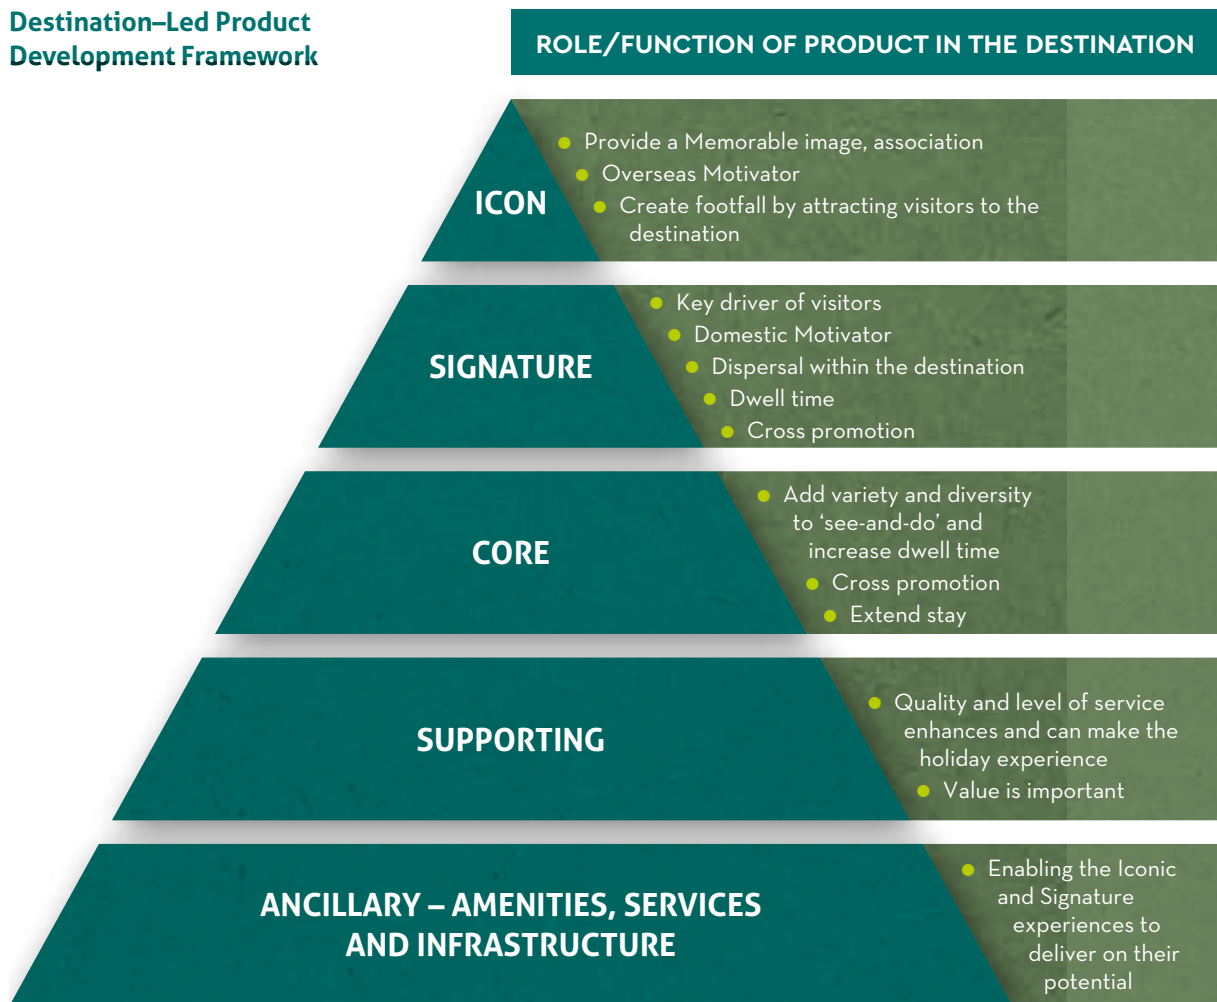 Destination–Led Product
Development Framework
ROLE/FUNCTION OF PRODUCT IN THE DESTINATION
ICON
Provide a Memorable image, association
Overseas Motivator
Create footfall by attracting visitors to the
destination
SIGNATURE
Key driver of visitors
Domestic Motivator
Dispersal within the destination
Dwell time
Cross promotion
CORE
Add variety and diversity
to ‘see-and-do’ and
increase dwell time
Cross promotion
Extend stay
SUPPORTING
Quality and level of service
enhances and can make the
holiday experience
Value is important
ANCILLARY – AMENITIES, SERVICES
AND INFRASTRUCTURE
Enabling the Iconic
and Signature
experiences to
deliver on their
potential